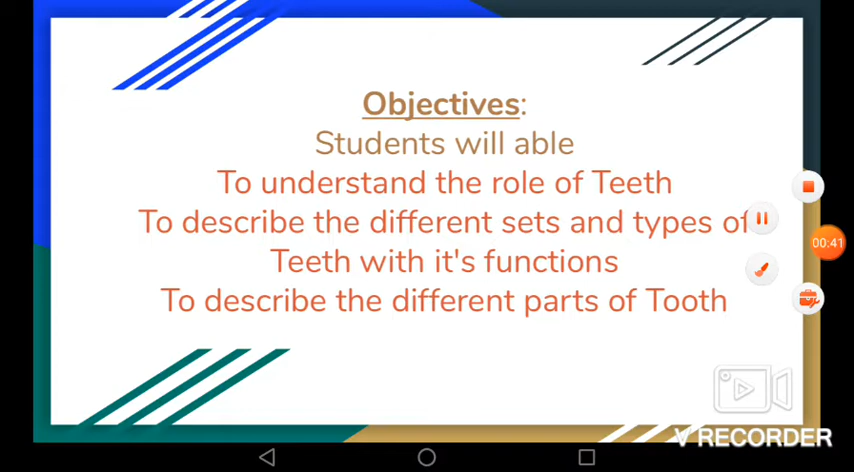 Objectives:
Students will able
To understand the role of Teeth
To describe the different sets and types of
Teeth with it's functions
To describe the different parts of Tooth
00:41
V RECORDER